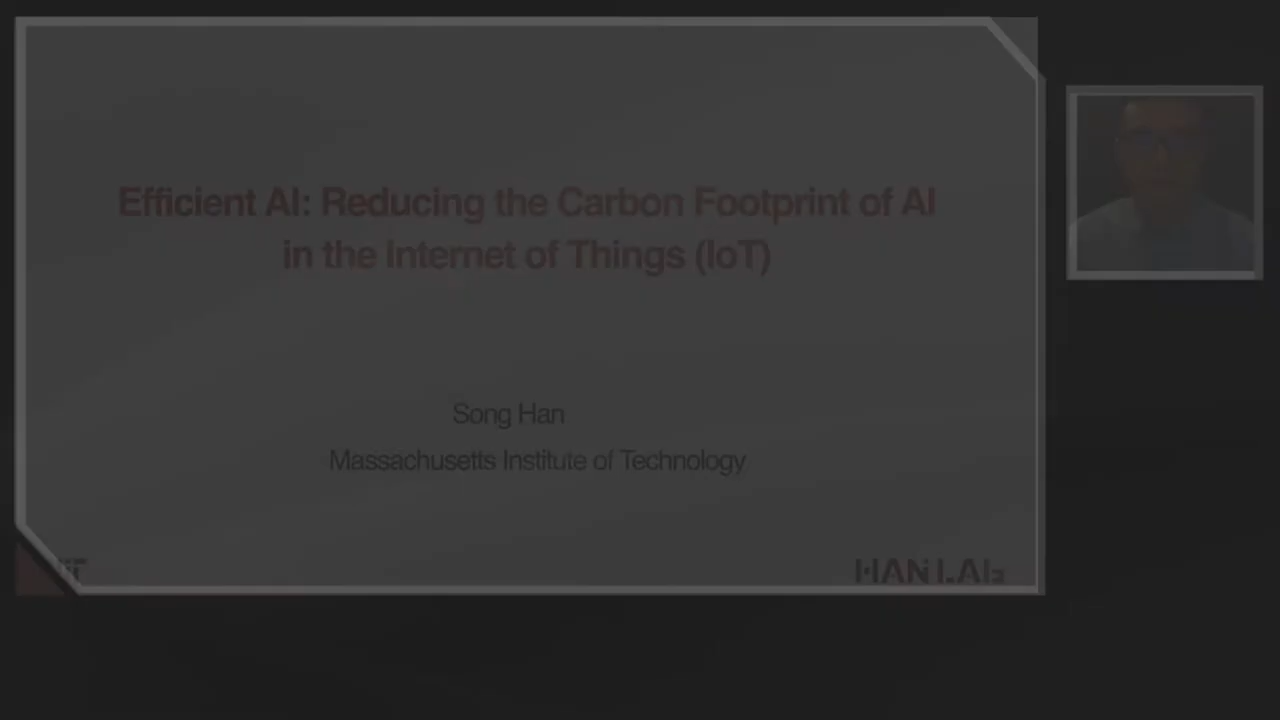 Efficient AI: Reducing the Carbon Footprint of AI
in the Internet of Things (IoT)
Song Han
Massachusetts Institute of Technology
HAN LAB